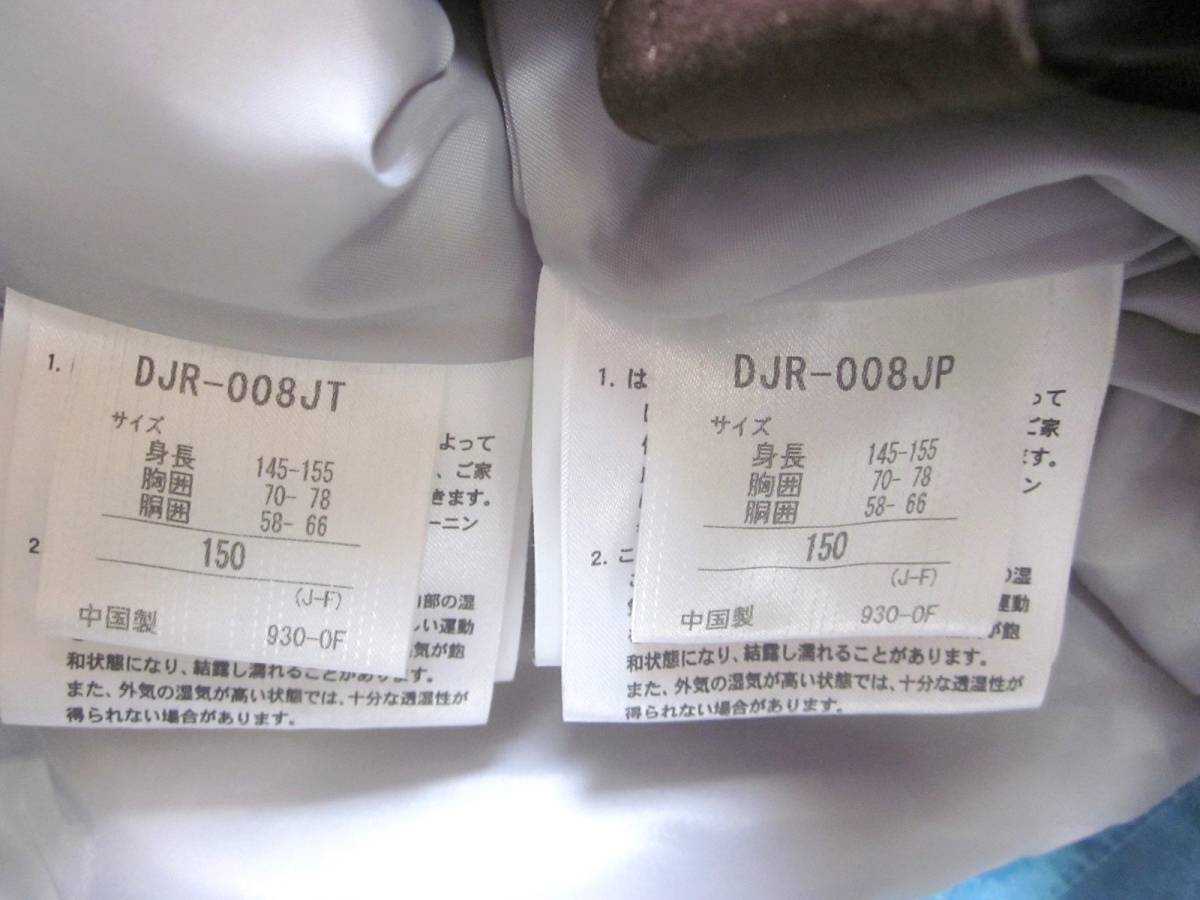 DJR-008JT
サイズ
身長 145-155
胸囲 70- 78
胴囲 58- 66
150
(J-F)
中国製 930-0F
1.
よって
、ご家
きます。
ーニン
2
部の湿
しい運動
気が飽
和状態になり、結露し濡れることがあります。
また、外気の湿気が高い状態では、十分な透湿性が
得られない場合があります。
DJR-008JP
サイズ
身長 145-155
胸囲 70- 78
胴囲 58- 66
150
(J-F)
中国製 930-0F
1. は
って
ご家
ます。
ン
2. こ
の湿
運動
が飽
和状態になり、結露し濡れることがあります。
また、外気の湿気が高い状態では、十分な透湿性が
得られない場合があります。